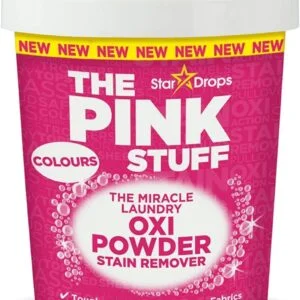 NEW NEW NEW NEW NEW NEW NEW
Star Drops
THE
PINK
STUFF
COLOURS
THE MIRACLE
LAUNDRY
OXI
POWDER
STAIN REMOVER